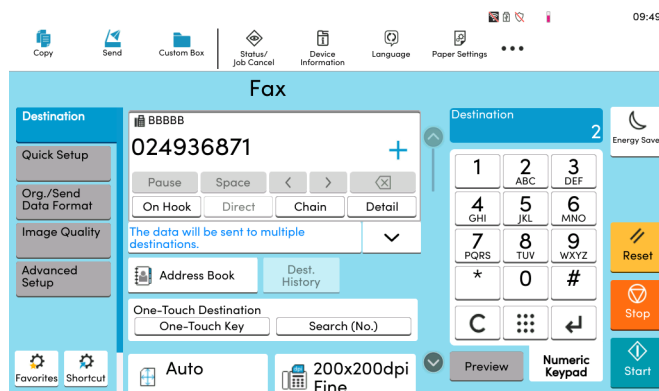 09:49
Copy
Send
Custom Box
Status/
Job Cancel
Device
Information
Language
Paper Settings
Fax
Destination
Quick Setup
Org./Send
Data Format
Image Quality
Advanced
Setup
Favorites
Shortcut
BBBBB
024936871
Pause
Space
On Hook
Direct
Chain
Detail
The data will be sent to multiple
destinations.
Address Book
Dest.
History
One-Touch Destination
One-Touch Key
Search (No.)
Auto
200x200dpi
Fine
Destination
2
1
2
ABC
3
DEF
4
GHI
5
JKL
6
MNO
7
PQRS
8
TUV
9
WXYZ
*
0
#
C
Preview
Numeric
Keypad
Energy Save
Reset
Stop
Start